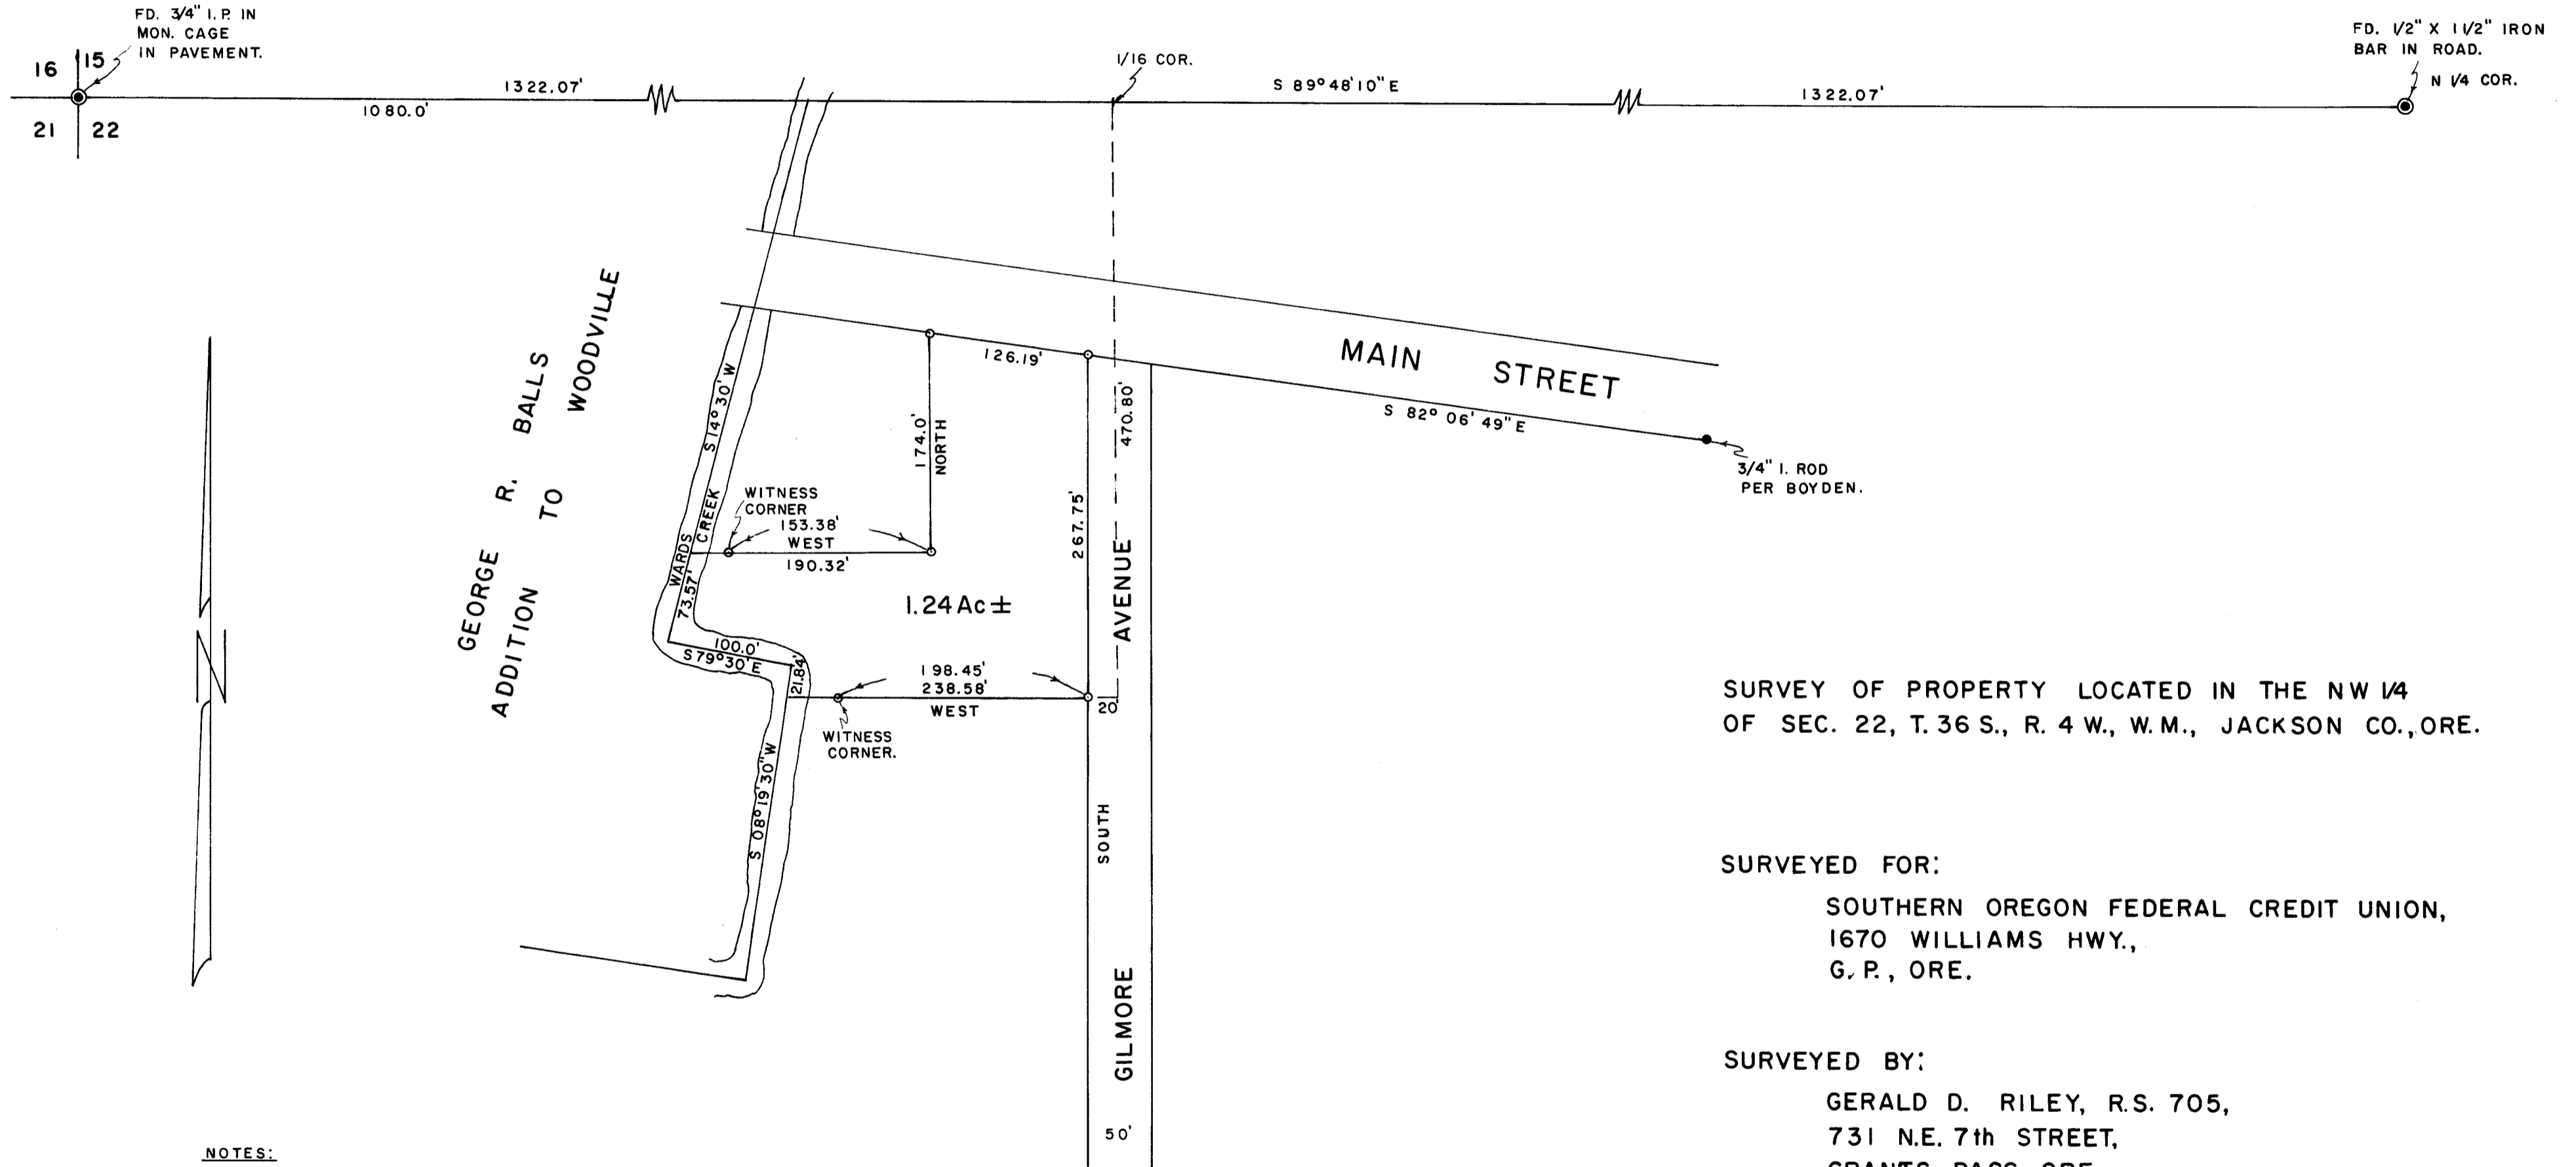 FD. 3/4" I.P. IN
MON. CAGE
IN PAVEMENT.
16 15
21 22
1322.07'
1080.0'
1/16 COR.
S 89° 48' 10" E
1322.07'
FD. 1/2" X 1 1/2" IRON
BAR IN ROAD.
N 1/4 COR.
GEORGE R. BALLS
ADDITION TO WOODVILLE
MAIN STREET
S 82° 06' 49" E
3/4" I. ROD
PER BOYDEN.
126.19'
470.80'
174.0'
NORTH
267.75'
S 14° 30' W
WARDS CREEK
73.57'
WITNESS
CORNER
153.38'
WEST
190.32'
1.24 Ac ±
100.0'
S 79° 30' E
21.84'
198.45'
238.58'
WEST
20'
WITNESS
CORNER.
S 08° 19' 30" W
SOUTH
GILMORE AVENUE
50'
N
SURVEY OF PROPERTY LOCATED IN THE NW 1/4
OF SEC. 22, T. 36 S., R. 4 W., W.M., JACKSON CO., ORE.
SURVEYED FOR:
SOUTHERN OREGON FEDERAL CREDIT UNION,
1670 WILLIAMS HWY.,
G. P., ORE.
SURVEYED BY:
GERALD D. RILEY, R.S. 705,
731 N.E. 7th STREET,
GRANTS PASS, ORE.
NOTES: